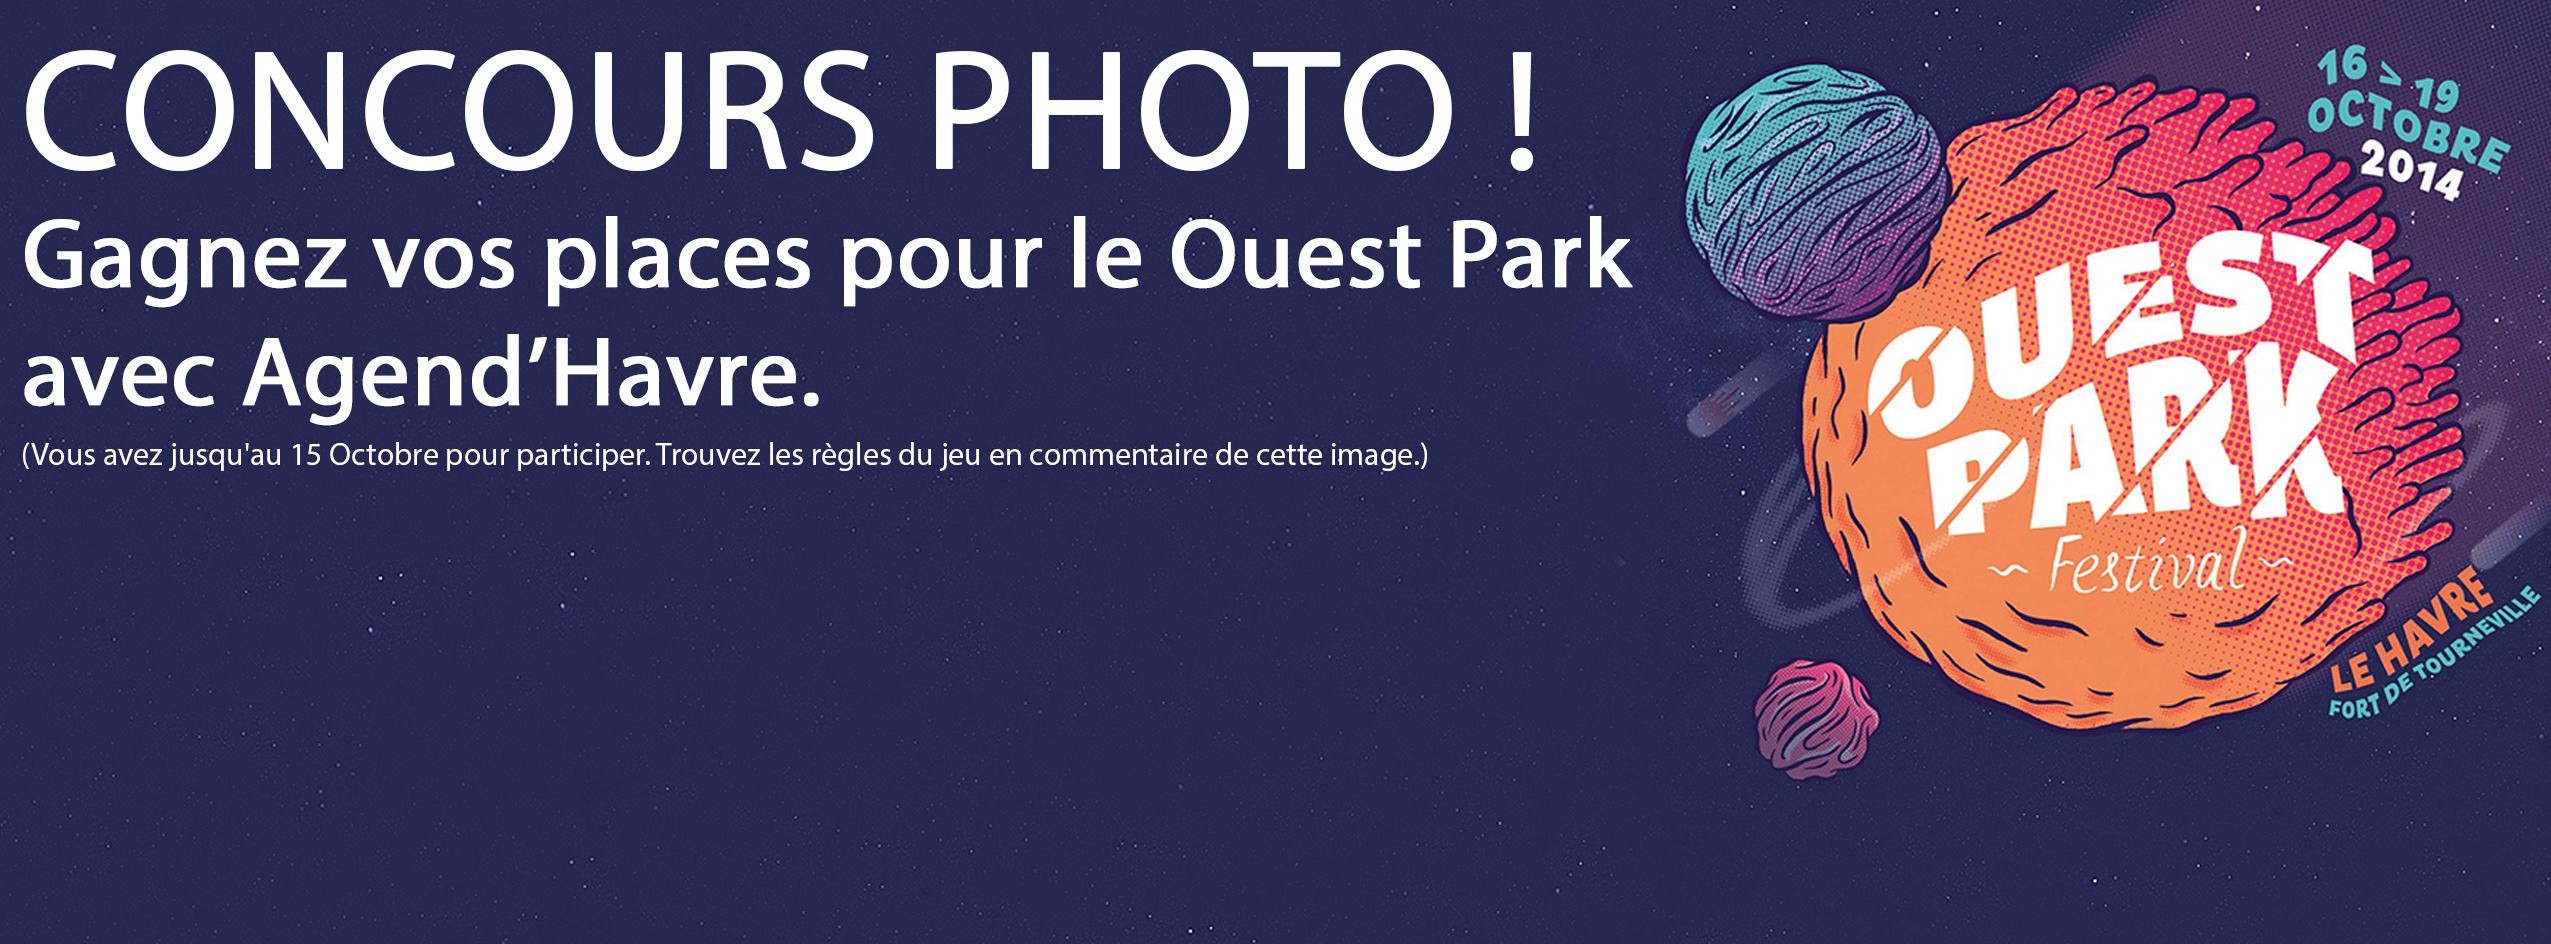 CONCOURS PHOTO !
Gagnez vos places pour le Ouest Park
avec Agend’Havre.
(Vous avez jusqu'au 15 Octobre pour participer. Trouvez les règles du jeu en commentaire de cette image.)
16 > 19
OCTOBRE
2014
OUEST
PARK
~ Festival ~
LE HAVRE
FORT DE TOURNEVILLE